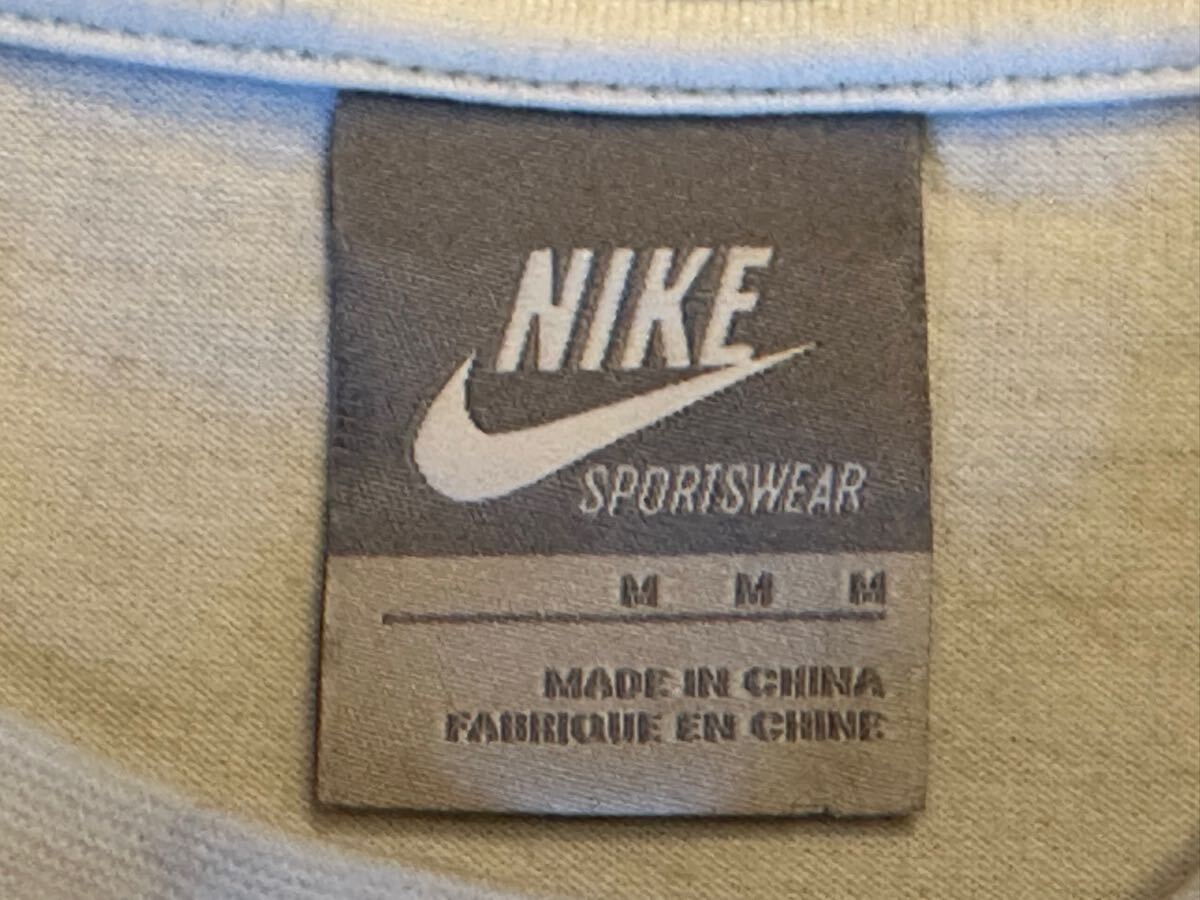 NIKE
SPORTSWEAR
M M M
MADE IN CHINA
FABRIQUE EN CHINE